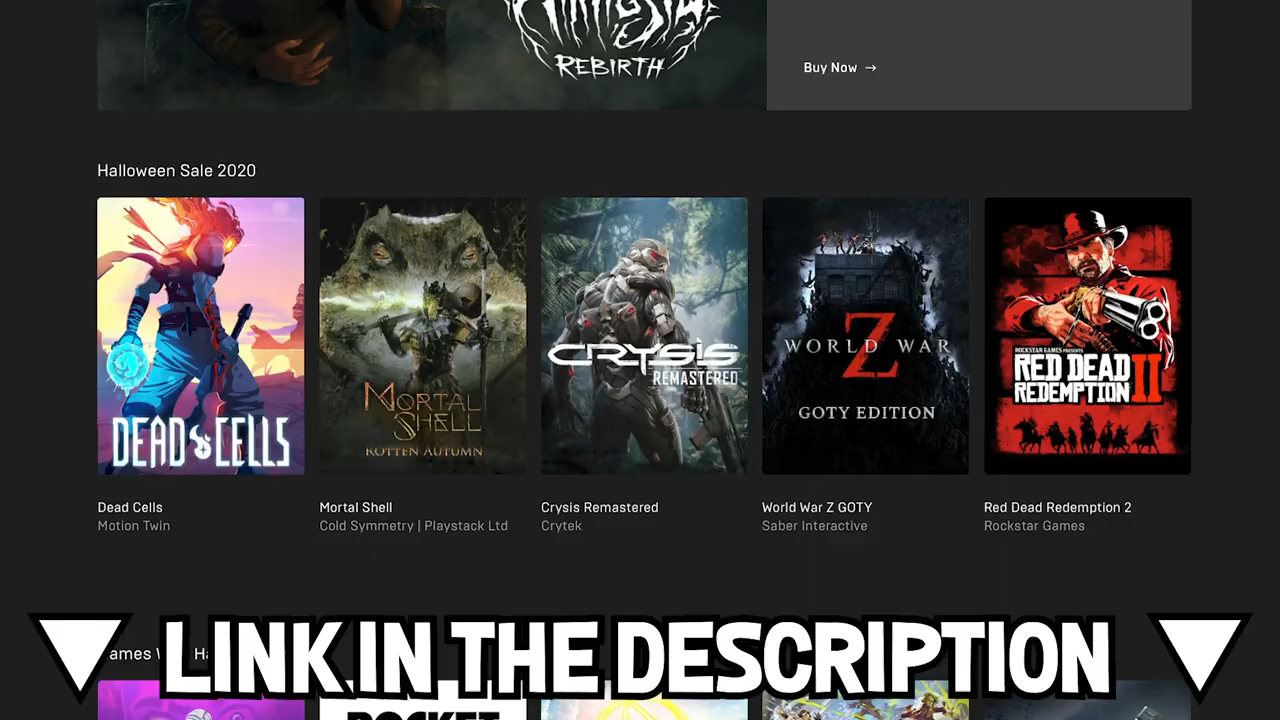 REBIRTH
Buy Now →
Halloween Sale 2020
DEAD CELLS
MORTAL
SHELL
ROTTEN AUTUMN
CRYSIS
REMASTERED
WORLD WAR
Z
GOTY EDITION
ROCKSTAR GAMES PRESENTS
RED DEAD
REDEMPTION II
Dead Cells
Motion Twin
Mortal Shell
Cold Symmetry | Playstack Ltd
Crysis Remastered
Crytek
World War Z GOTY
Saber Interactive
Red Dead Redemption 2
Rockstar Games
LINK IN THE DESCRIPTION